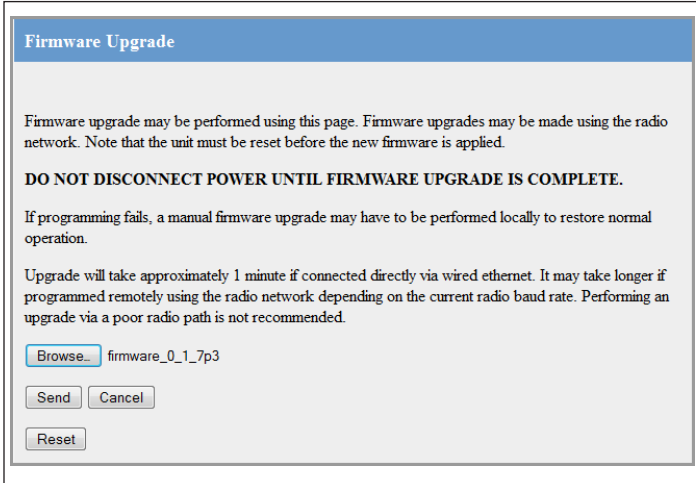 Firmware Upgrade
Firmware upgrade may be performed using this page. Firmware upgrades may be made using the radio
network. Note that the unit must be reset before the new firmware is applied.
DO NOT DISCONNECT POWER UNTIL FIRMWARE UPGRADE IS COMPLETE.
If programming fails, a manual firmware upgrade may have to be performed locally to restore normal
operation.
Upgrade will take approximately 1 minute if connected directly via wired ethernet. It may take longer if
programmed remotely using the radio network depending on the current radio baud rate. Performing an
upgrade via a poor radio path is not recommended.
Browse... firmware_0_1_7p3
Send Cancel
Reset